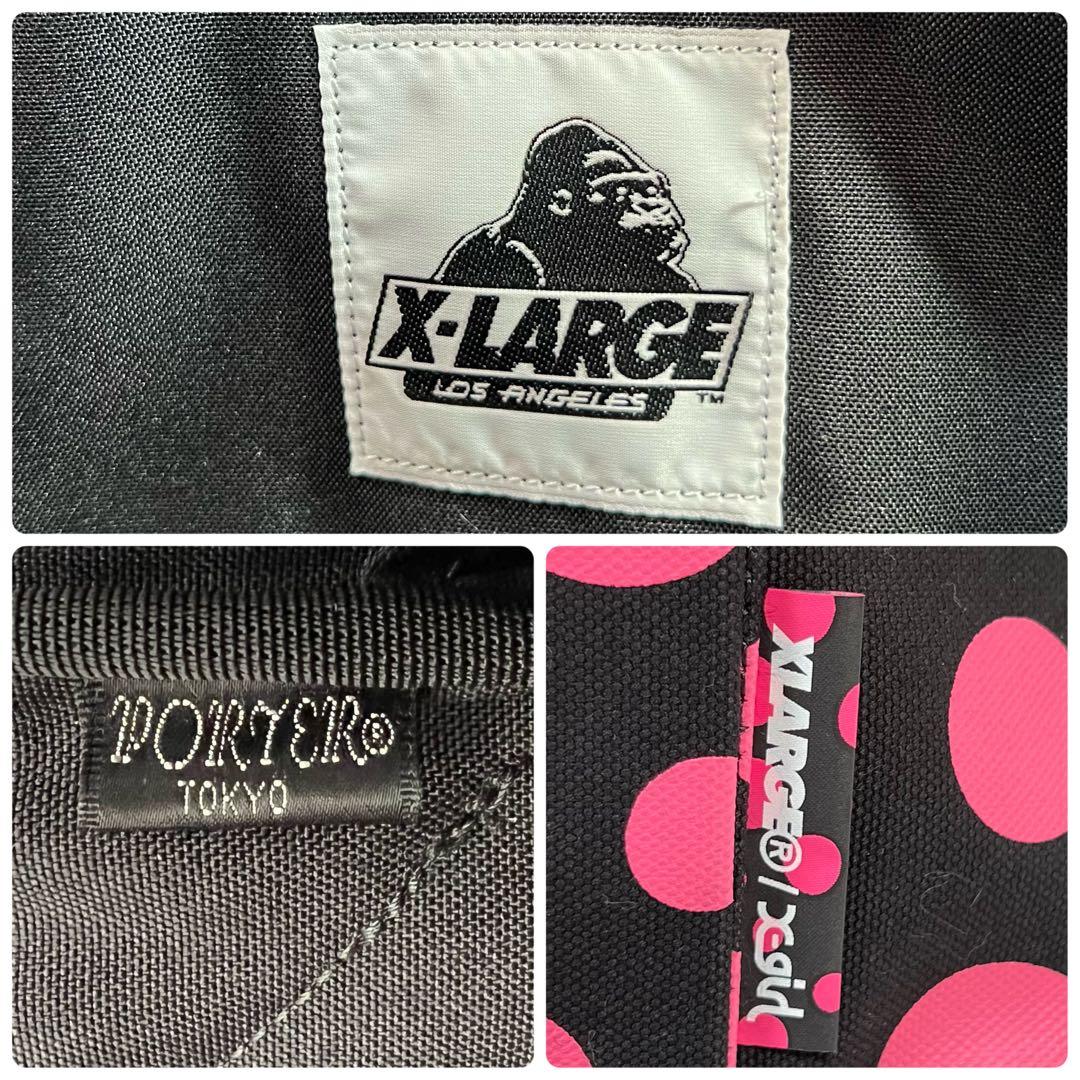 X-LARGE
LOS ANGELES ™
PORTER®
TOKYO
XLARGE® / X-girl